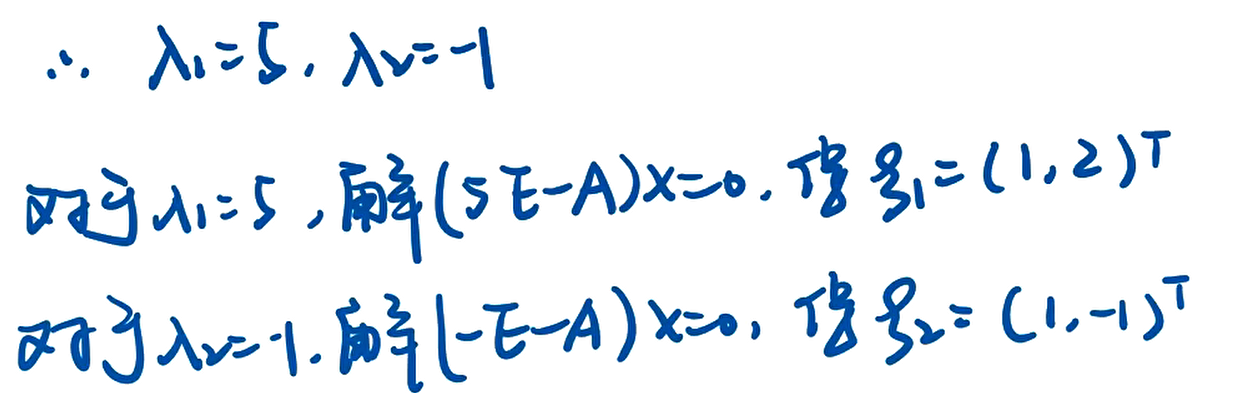 ∴ λ₁=5, λ₂=-1
对于λ₁=5,解(5E-A)x=0,得ξ₁=(1,2)ᵀ
对于λ₂=-1,解(-E-A)x=0,得ξ₂=(1,-1)ᵀ